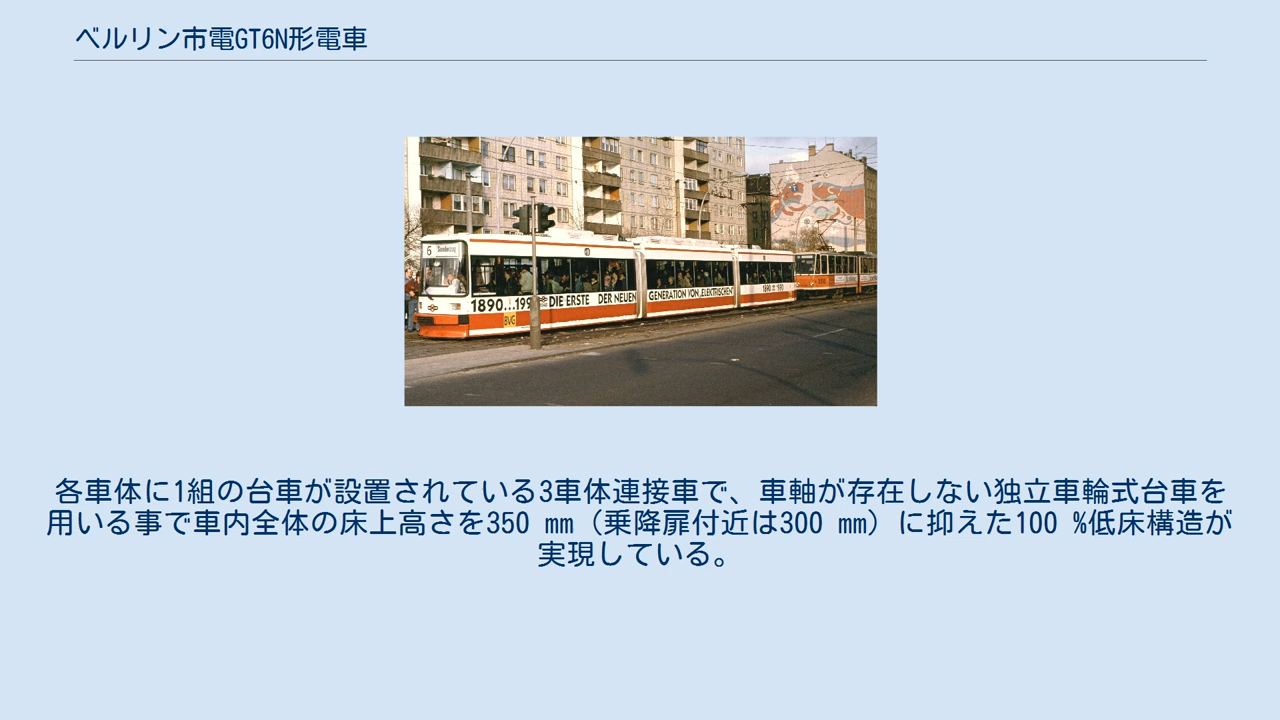 ベルリン市電GT6N形電車
6 Sonderzug
1890...199 DIE ERSTE DER NEUEN GENERATION VON „ELEKTRISCHEN"
BVG
各車体に1組の台車が設置されている3車体連接車で、車軸が存在しない独立車輪式台車を
用いる事で車内全体の床上高さを350 mm（乗降扉付近は300 mm）に抑えた100 %低床構造が
実現している。